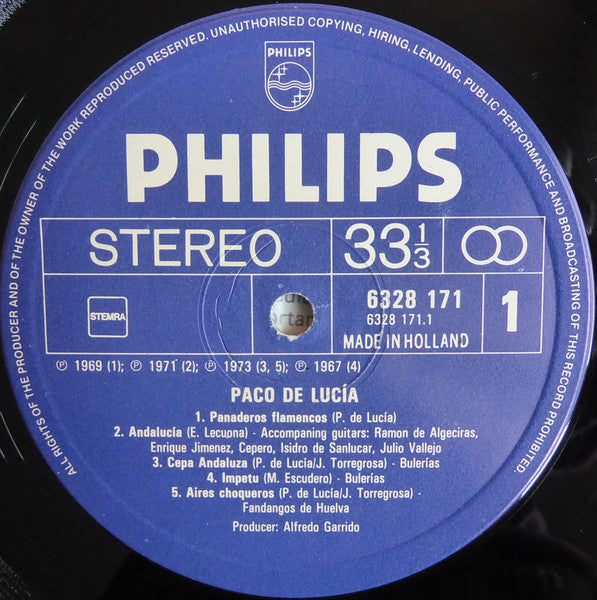 ALL RIGHTS OF THE PRODUCER AND OF THE OWNER OF THE WORK REPRODUCED RESERVED. UNAUTHORISED COPYING, HIRING, LENDING, PUBLIC PERFORMANCE AND BROADCASTING OF THIS RECORD PROHIBITED.
PHILIPS
PHILIPS
STEREO
33 1/3
STEMRA
6328 171
6328 171.1
MADE IN HOLLAND
1
℗ 1969 (1); ℗ 1971 (2); ℗ 1973 (3, 5); ℗ 1967 (4)
PACO DE LUCÍA
1. Panaderos flamencos (P. de Lucía)
2. Andalucía (E. Lecuona) · Accompaning guitars: Ramon de Algeciras,
Enrique Jimenez, Cepero, Isidro de Sanlucar, Julio Vallejo
3. Cepa Andaluza (P. de Lucía/J. Torregrosa) · Bulerías
4. Impetu (M. Escudero) · Bulerías
5. Aires choqueros (P. de Lucía/J. Torregrosa) ·
Fandangos de Huelva
Producer: Alfredo Garrido